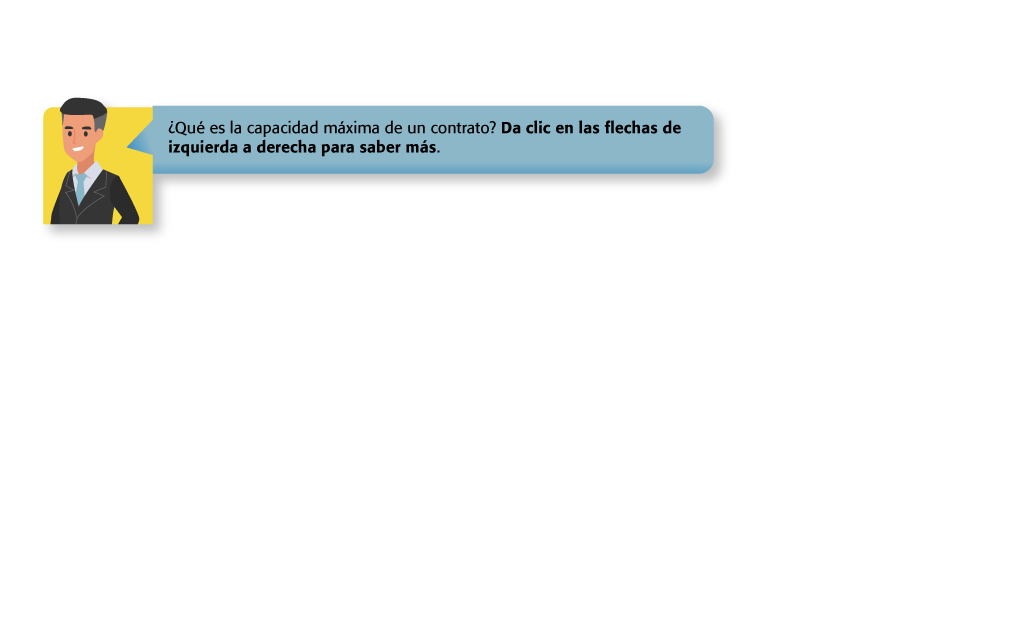 ¿Qué es la capacidad máxima de un contrato? Da clic en las flechas de
izquierda a derecha para saber más.